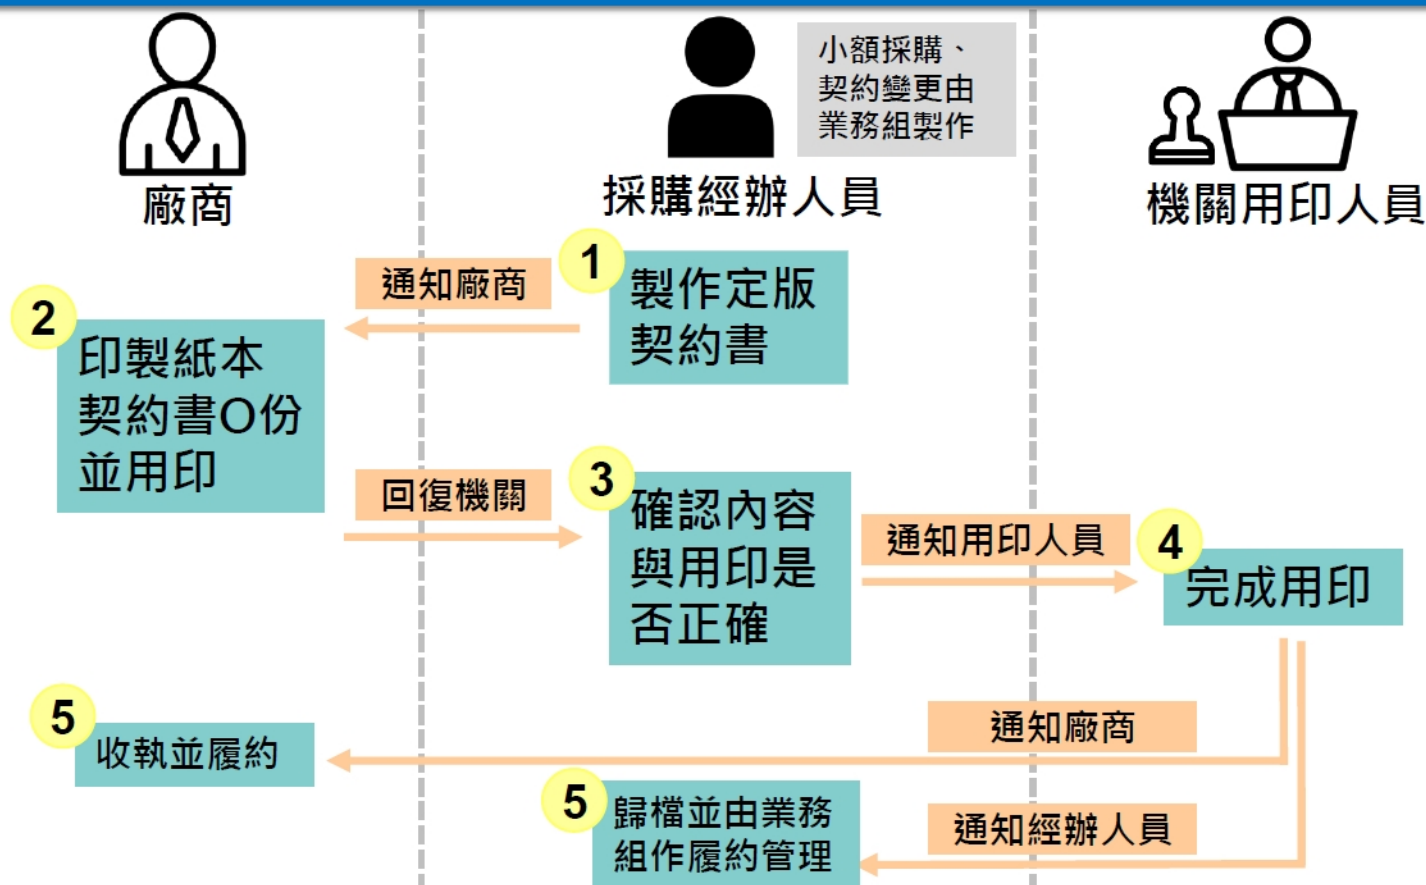 小額採購、
契約變更由
業務組製作
廠商
採購經辦人員
機關用印人員
1
製作定版
契約書
通知廠商
2
印製紙本
契約書O份
並用印
回復機關
3
確認內容
與用印是
否正確
通知用印人員
4
完成用印
通知廠商
5
收執並履約
通知經辦人員
5
歸檔並由業務
組作履約管理